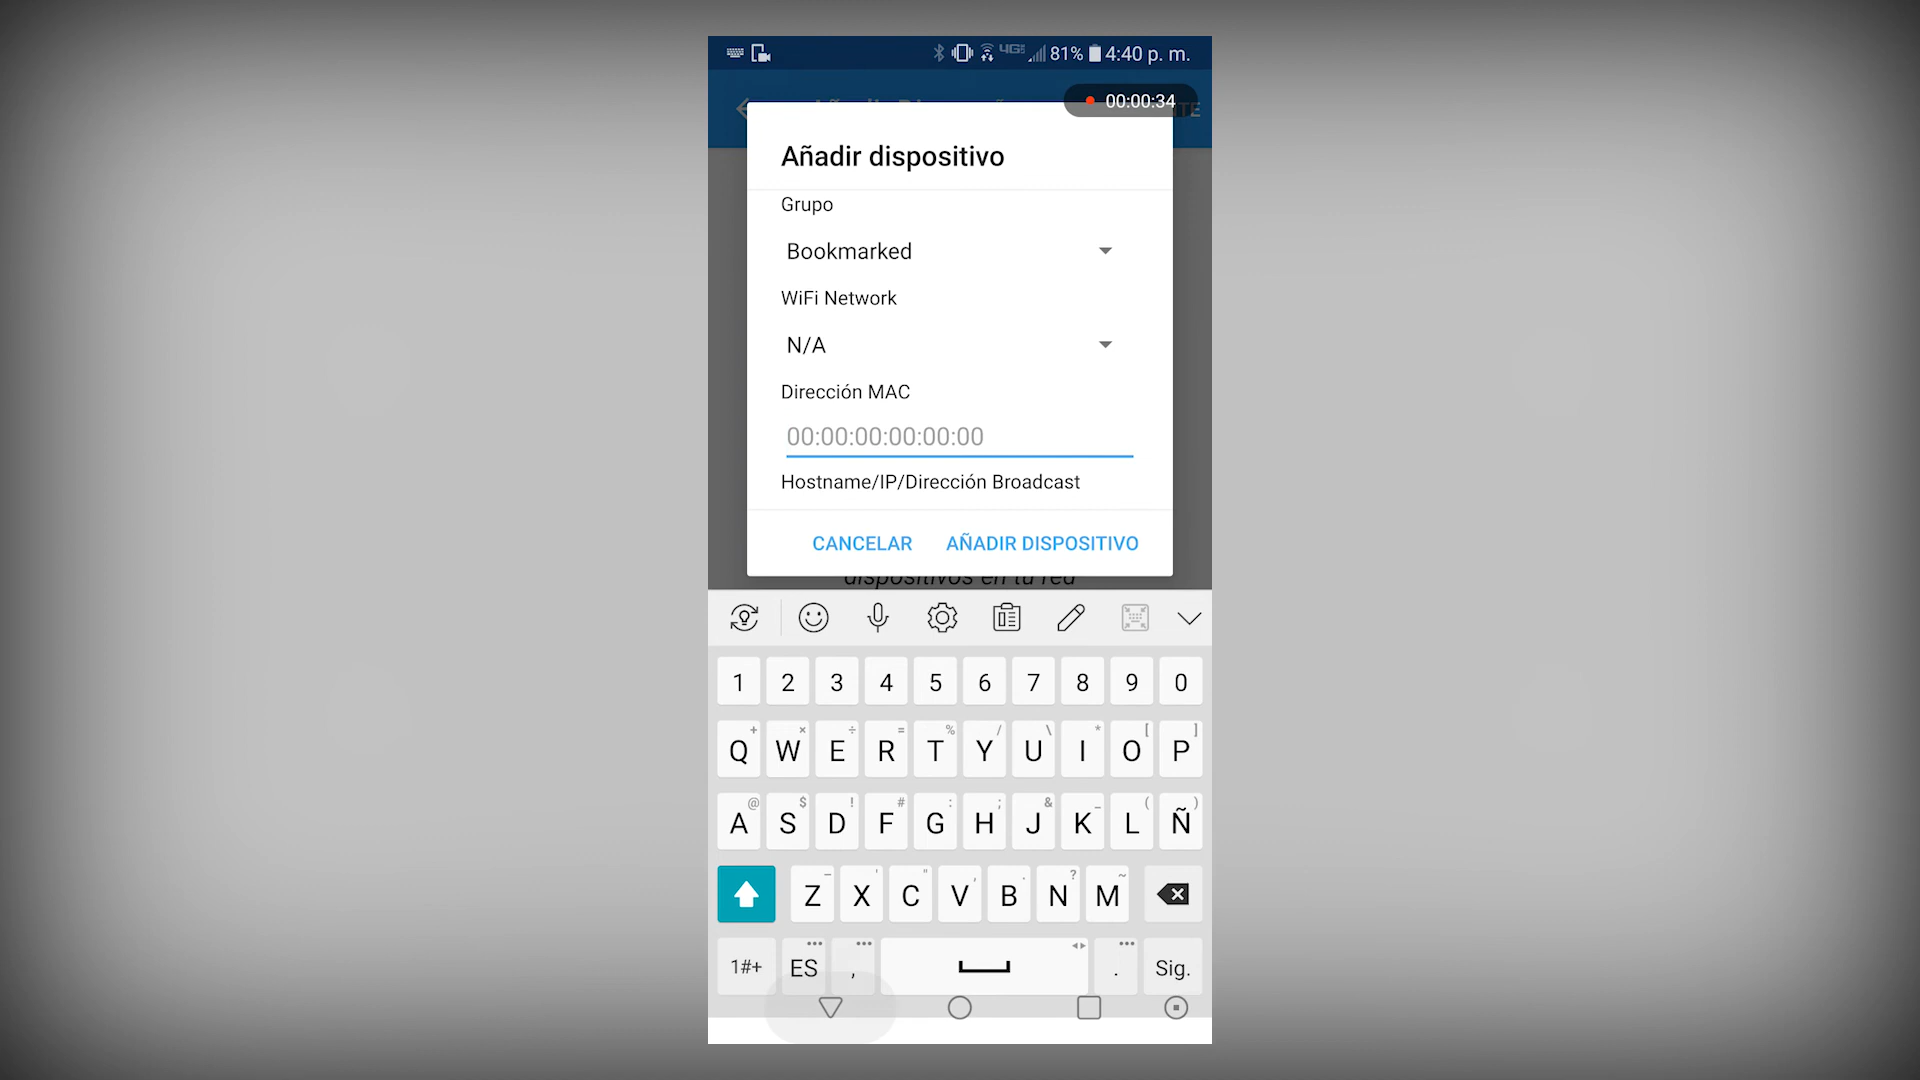 4G 81% 4:40 p. m.
00:00:34
Añadir dispositivo
Grupo
Bookmarked
WiFi Network
N/A
Dirección MAC
00:00:00:00:00:00
Hostname/IP/Dirección Broadcast
CANCELAR AÑADIR DISPOSITIVO
dispositivos en tu red
1 2 3 4 5 6 7 8 9 0
+ × ÷ = % / \ * [ ]
Q W E R T Y U I O P
@ $ ! # : ; & _ ( )
A S D F G H J K L Ñ
- ' " , . ? ~
Z X C V B N M
1#+ ES , . Sig.